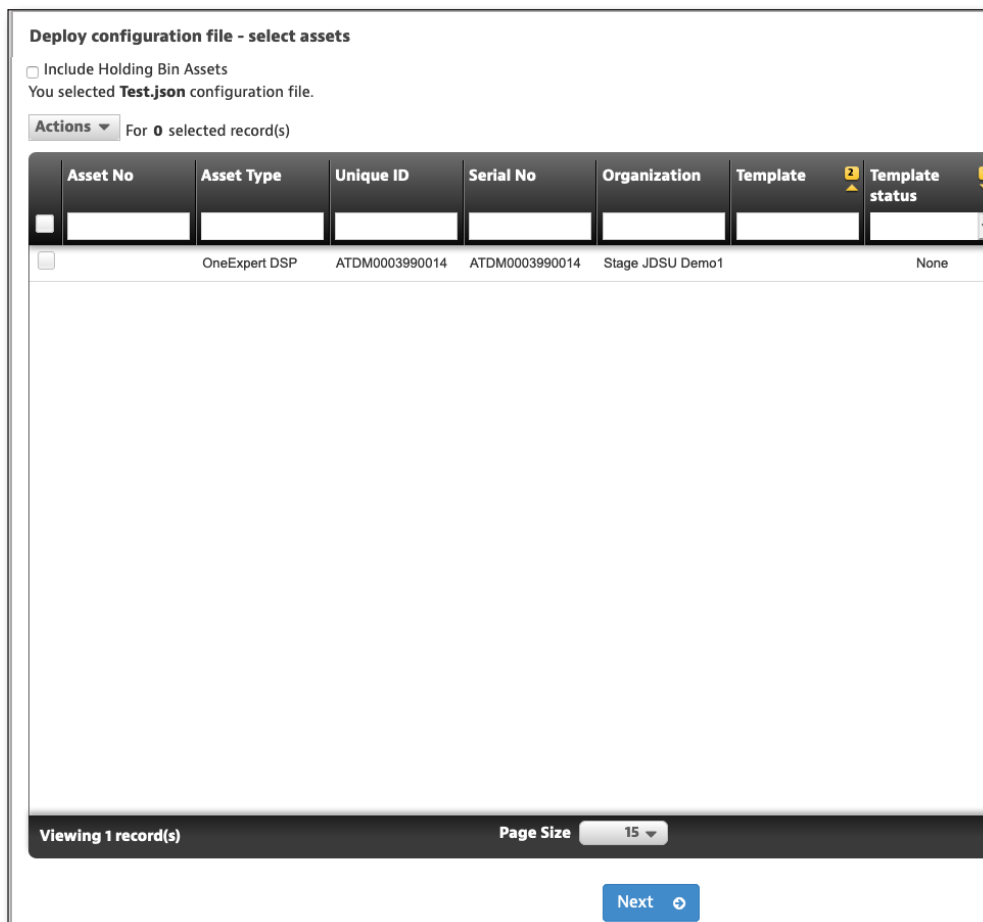 Deploy configuration file - select assets
Include Holding Bin Assets
You selected Test.json configuration file.
Actions For 0 selected record(s)
Asset No Asset Type Unique ID Serial No Organization Template 2 Template status
OneExpert DSP ATDM0003990014 ATDM0003990014 Stage JDSU Demo1 None
Viewing 1 record(s) Page Size 15
Next